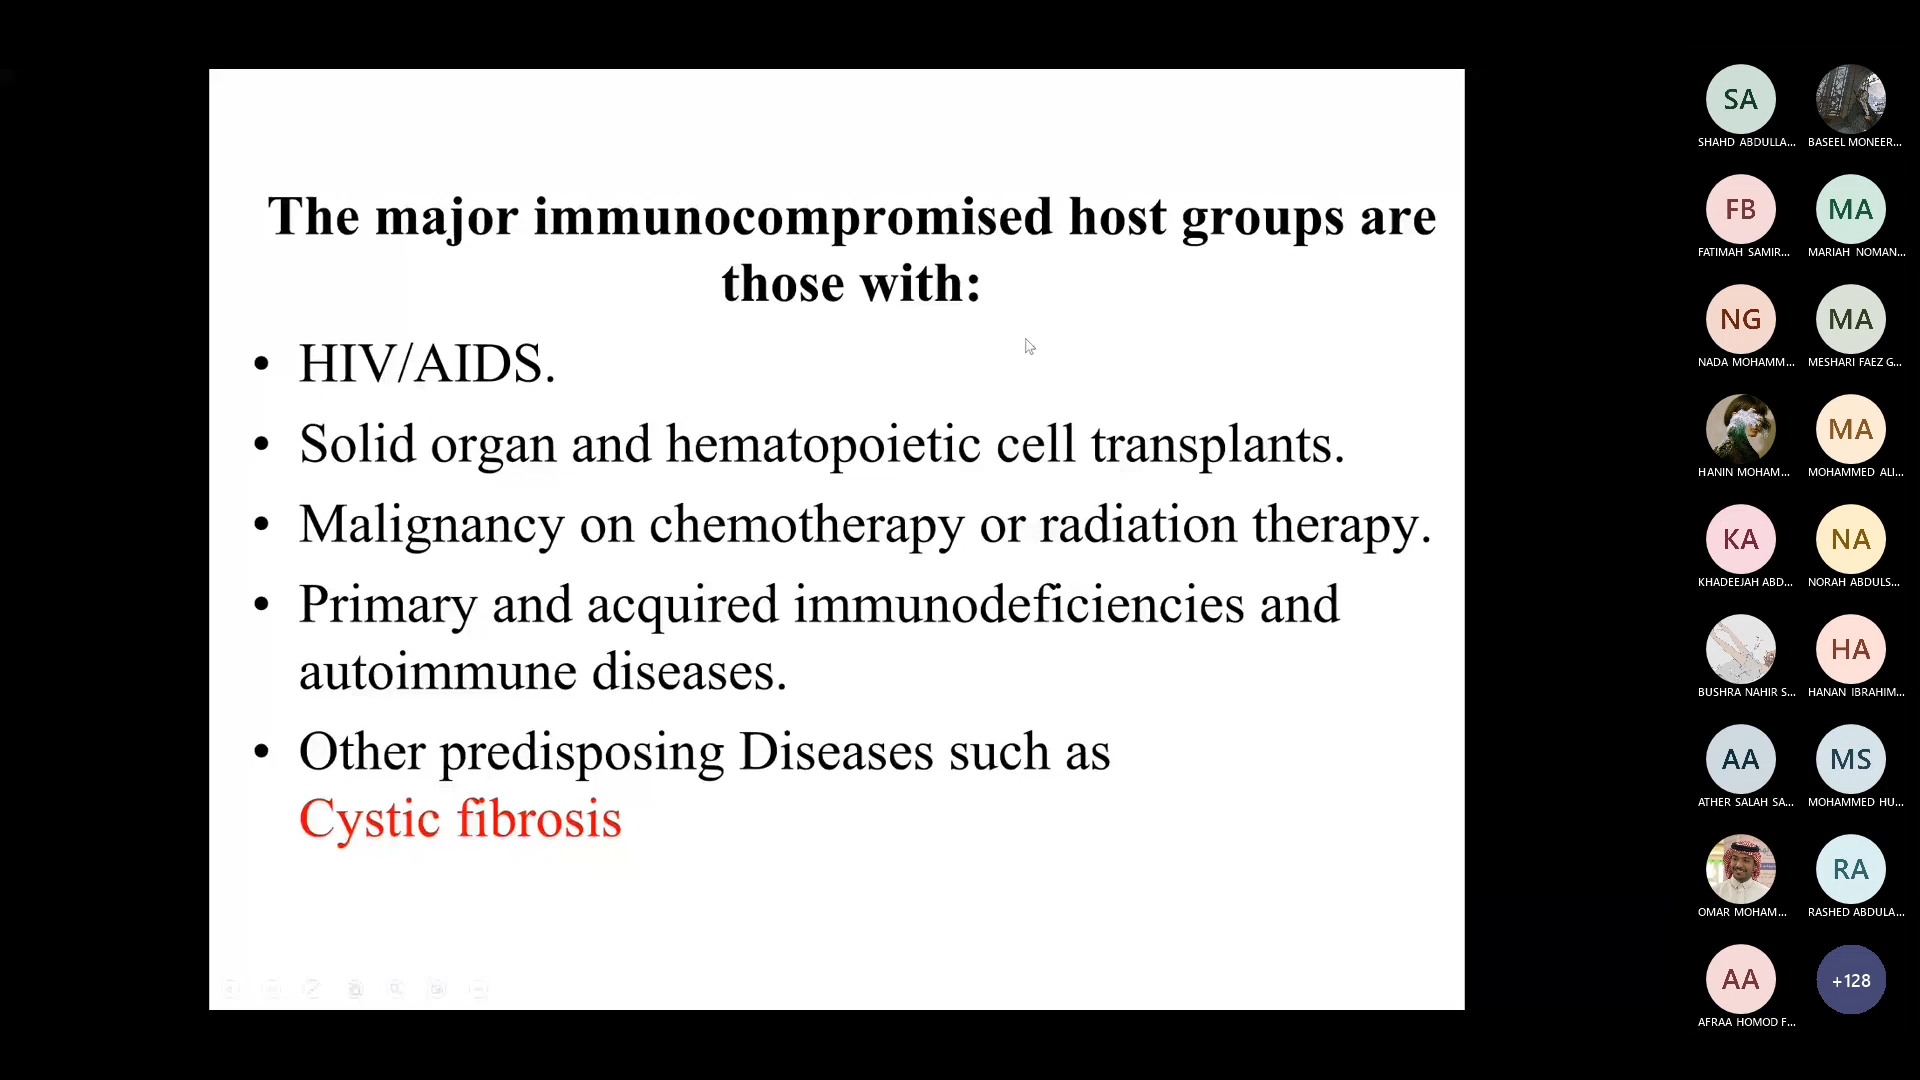 The major immunocompromised host groups are
those with:
• HIV/AIDS.
• Solid organ and hematopoietic cell transplants.
• Malignancy on chemotherapy or radiation therapy.
• Primary and acquired immunodeficiencies and
autoimmune diseases.
• Other predisposing Diseases such as
Cystic fibrosis
SA
SHAHD ABDULLA...
BASEEL MONEER...
FB
FATIMAH SAMIR...
MA
MARIAH NOMAN...
NG
NADA MOHAMM...
MA
MESHARI FAEZ G...
HANIN MOHAM...
MA
MOHAMMED ALI...
KA
KHADEEJAH ABD...
NA
NORAH ABDULS...
BUSHRA NAHIR S...
HA
HANAN IBRAHIM...
AA
ATHER SALAH SA...
MS
MOHAMMED HU...
OMAR MOHAM...
RA
RASHED ABDULA...
AA
AFRAA HOMOD F...
+128